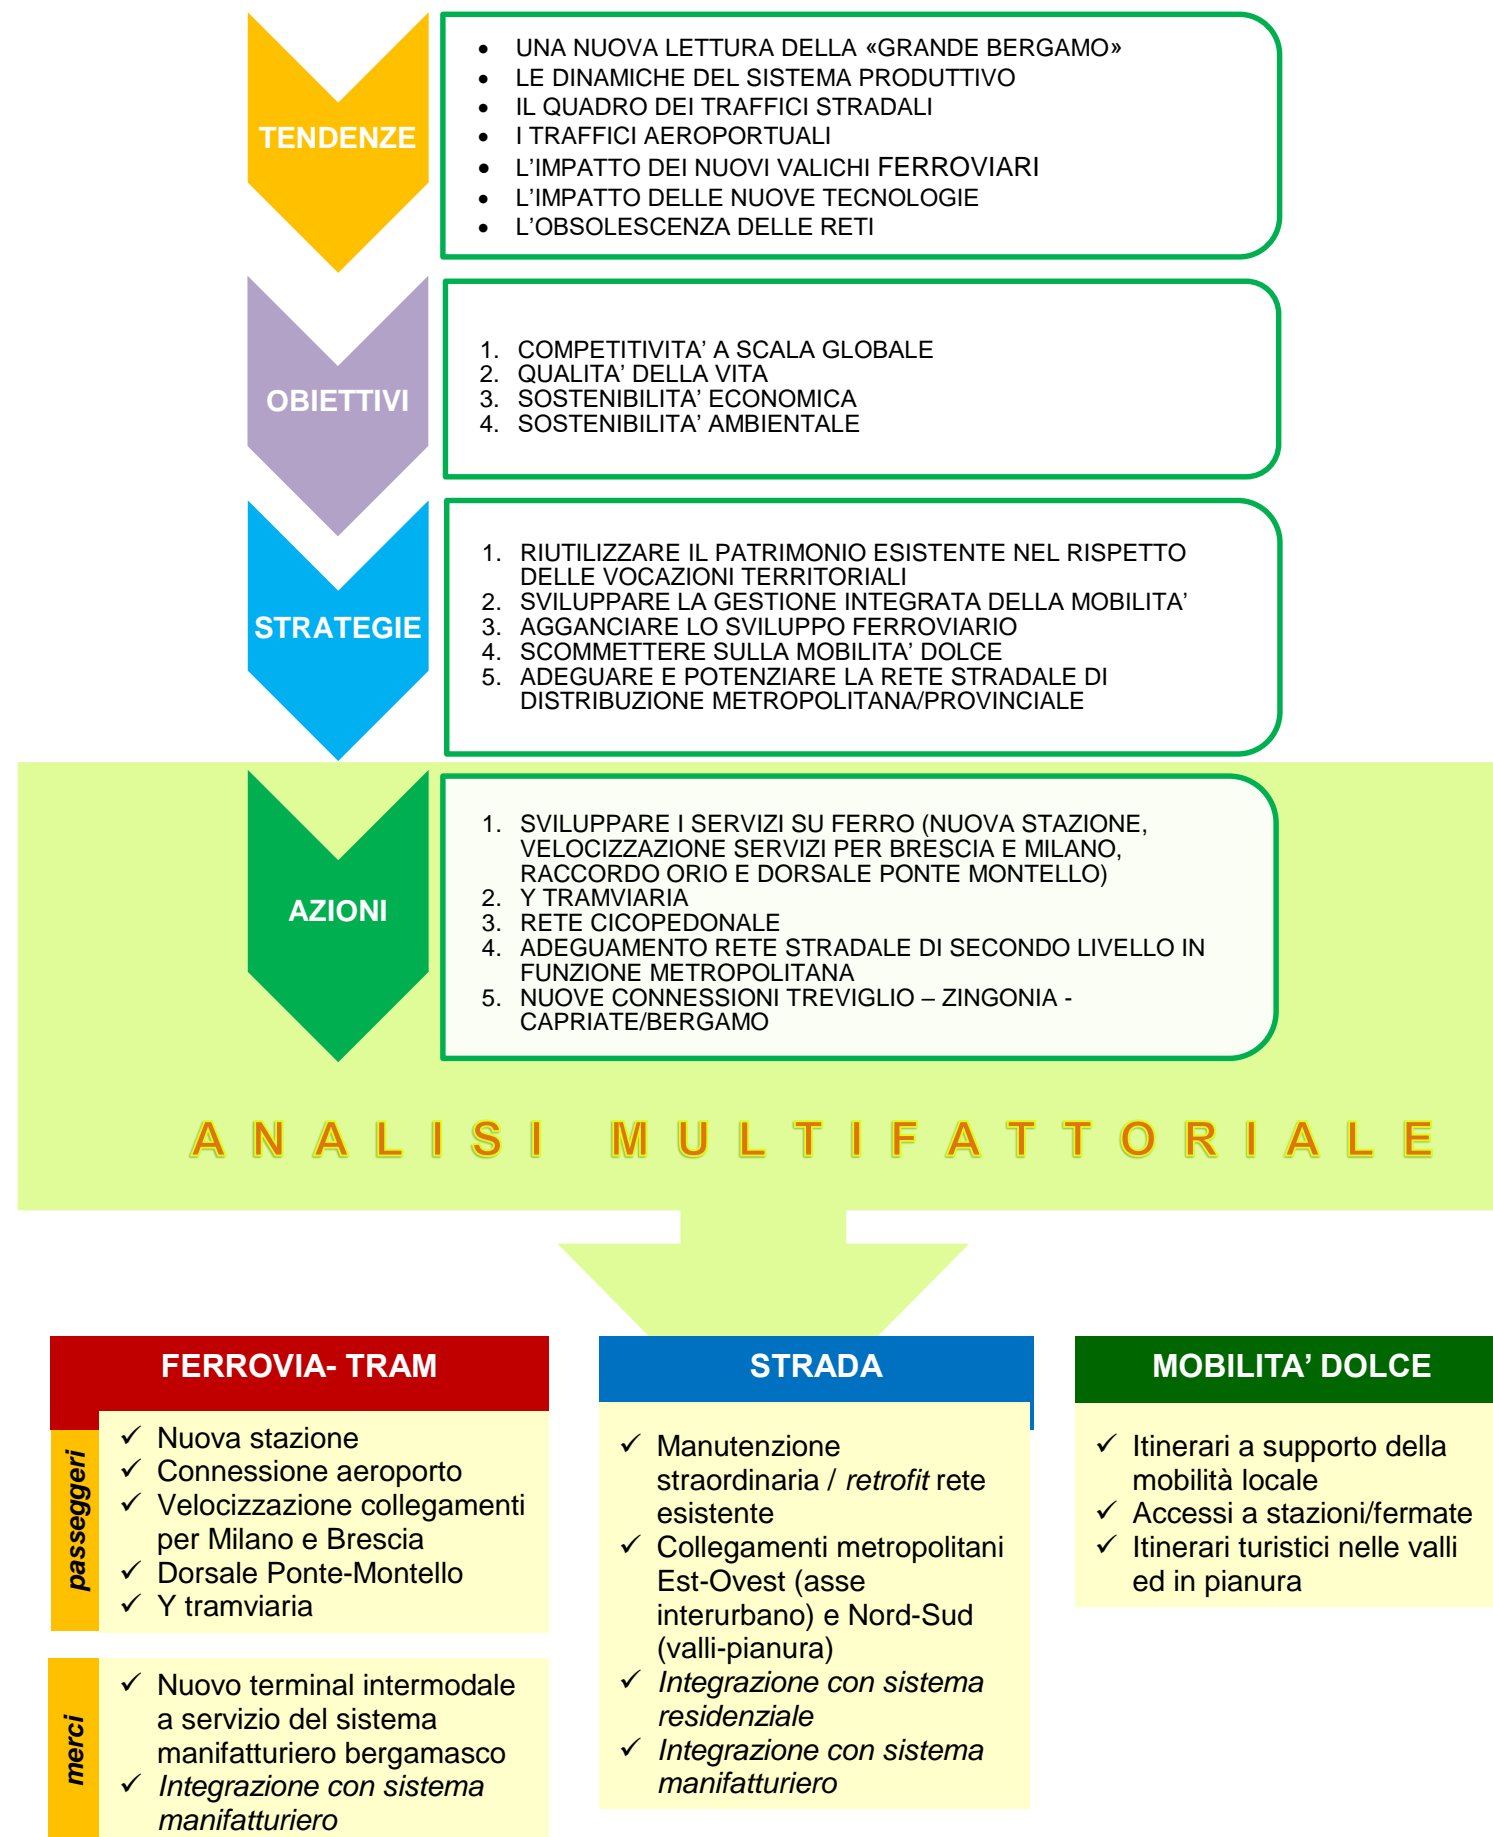 TENDENZE
• UNA NUOVA LETTURA DELLA «GRANDE BERGAMO»
• LE DINAMICHE DEL SISTEMA PRODUTTIVO
• IL QUADRO DEI TRAFFICI STRADALI
• I TRAFFICI AEROPORTUALI
• L'IMPATTO DEI NUOVI VALICHI FERROVIARI
• L'IMPATTO DELLE NUOVE TECNOLOGIE
• L'OBSOLESCENZA DELLE RETI
OBIETTIVI
1. COMPETITIVITA' A SCALA GLOBALE
2. QUALITA' DELLA VITA
3. SOSTENIBILITA' ECONOMICA
4. SOSTENIBILITA' AMBIENTALE
STRATEGIE
1. RIUTILIZZARE IL PATRIMONIO ESISTENTE NEL RISPETTO
DELLE VOCAZIONI TERRITORIALI
2. SVILUPPARE LA GESTIONE INTEGRATA DELLA MOBILITA'
3. AGGANCIARE LO SVILUPPO FERROVIARIO
4. SCOMMETTERE SULLA MOBILITA' DOLCE
5. ADEGUARE E POTENZIARE LA RETE STRADALE DI
DISTRIBUZIONE METROPOLITANA/PROVINCIALE
AZIONI
1. SVILUPPARE I SERVIZI SU FERRO (NUOVA STAZIONE,
VELOCIZZAZIONE SERVIZI PER BRESCIA E MILANO,
RACCORDO ORIO E DORSALE PONTE MONTELLO)
2. Y TRAMVIARIA
3. RETE CICOPEDONALE
4. ADEGUAMENTO RETE STRADALE DI SECONDO LIVELLO IN
FUNZIONE METROPOLITANA
5. NUOVE CONNESSIONI TREVIGLIO – ZINGONIA -
CAPRIATE/BERGAMO
ANALISI MULTIFATTORIALE
FERROVIA- TRAM
passeggeri
✓ Nuova stazione
✓ Connessione aeroporto
✓ Velocizzazione collegamenti
per Milano e Brescia
✓ Dorsale Ponte-Montello
✓ Y tramviaria
merci
✓ Nuovo terminal intermodale
a servizio del sistema
manifatturiero bergamasco
✓ Integrazione con sistema
manifatturiero
STRADA
✓ Manutenzione
straordinaria / retrofit rete
esistente
✓ Collegamenti metropolitani
Est-Ovest (asse
interurbano) e Nord-Sud
(valli-pianura)
✓ Integrazione con sistema
residenziale
✓ Integrazione con sistema
manifatturiero
MOBILITA' DOLCE
✓ Itinerari a supporto della
mobilità locale
✓ Accessi a stazioni/fermate
✓ Itinerari turistici nelle valli
ed in pianura